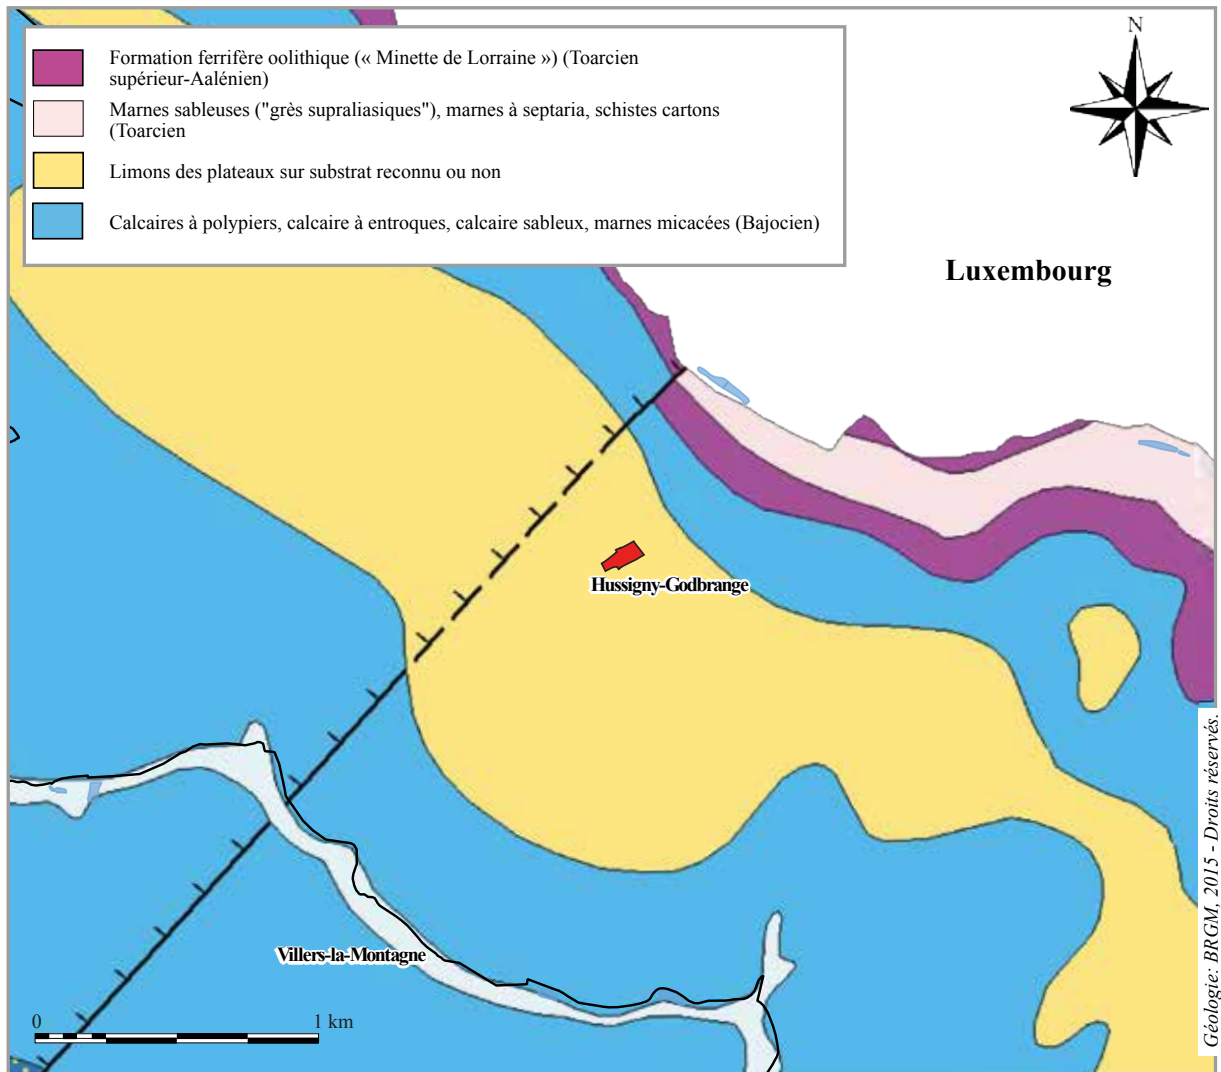 Formation ferrifère oolithique (« Minette de Lorraine ») (Toarcien
supérieur-Aalénien)
Marnes sableuses ("grès supraliasiques"), marnes à septaria, schistes cartons
(Toarcien
Limons des plateaux sur substrat reconnu ou non
Calcaires à polypiers, calcaire à entroques, calcaire sableux, marnes micacées (Bajocien)
N
Luxembourg
Hussigny-Godbrange
Villers-la-Montagne
0 1 km
Géologie: BRGM, 2015 - Droits réservés.